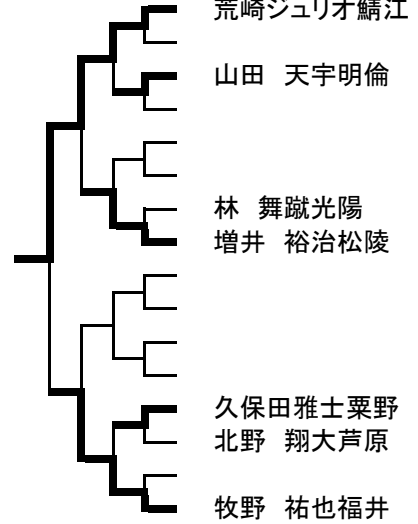 荒崎ジュリオ鯖江
山田　天宇明倫
林　舞蹴光陽
増井　裕治松陵
久保田雅士粟野
北野　翔大芦原
牧野　祐也福井